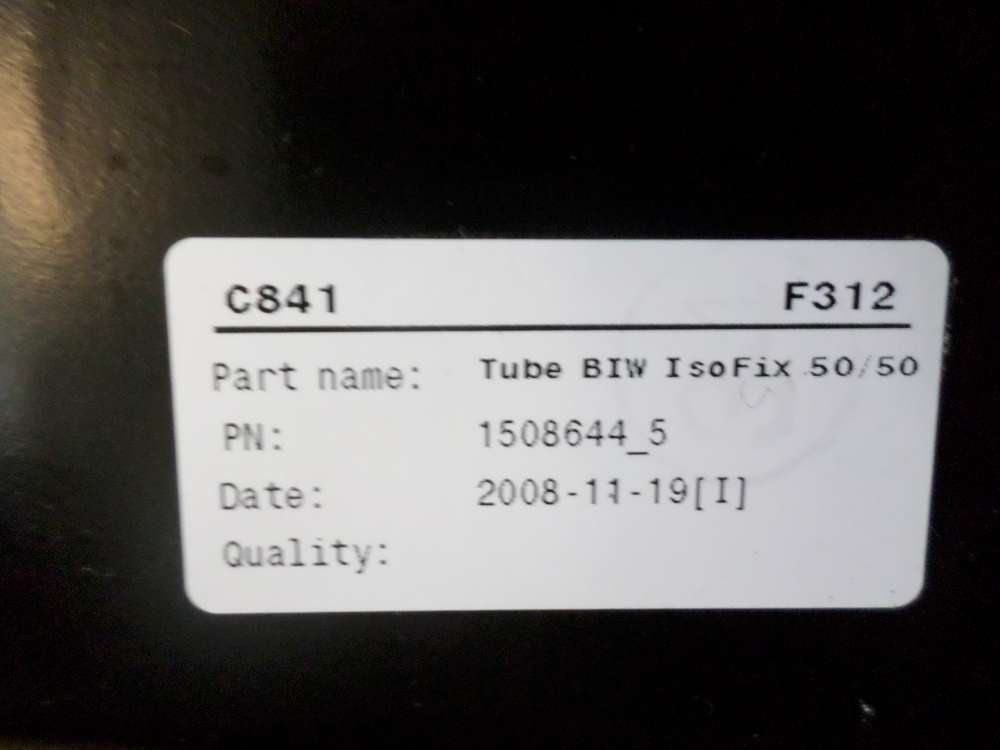 C841 F312
Part name: Tube BIW IsoFix 50/50
PN: 1508644_5
Date: 2008-11-19[I]
Quality: